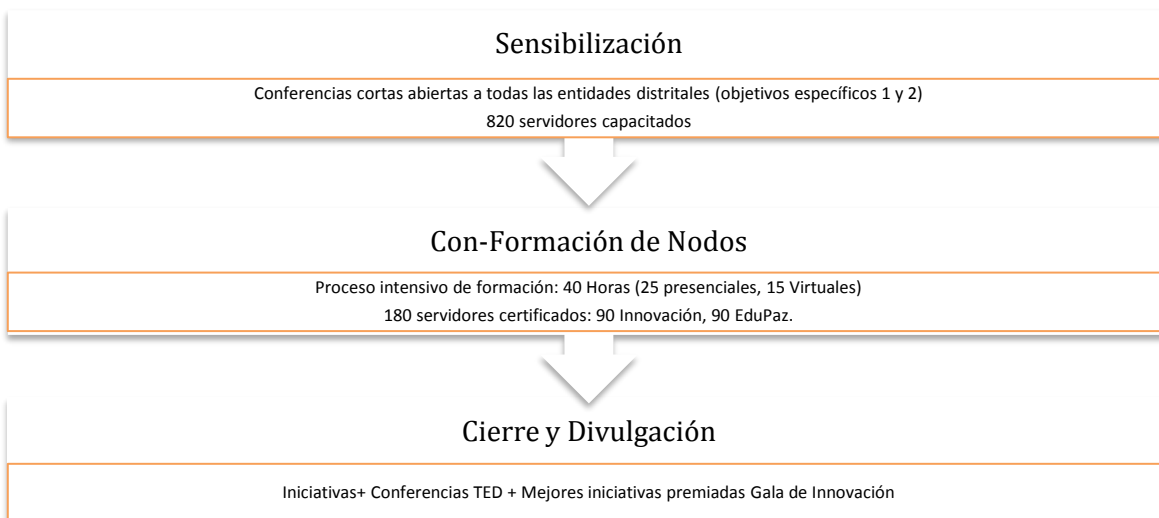 Sensibilización
Conferencias cortas abiertas a todas las entidades distritales (objetivos específicos 1 y 2)
820 servidores capacitados
Con-Formación de Nodos
Proceso intensivo de formación: 40 Horas (25 presenciales, 15 Virtuales)
180 servidores certificados: 90 Innovación, 90 EduPaz.
Cierre y Divulgación
Iniciativas+ Conferencias TED + Mejores iniciativas premiadas Gala de Innovación